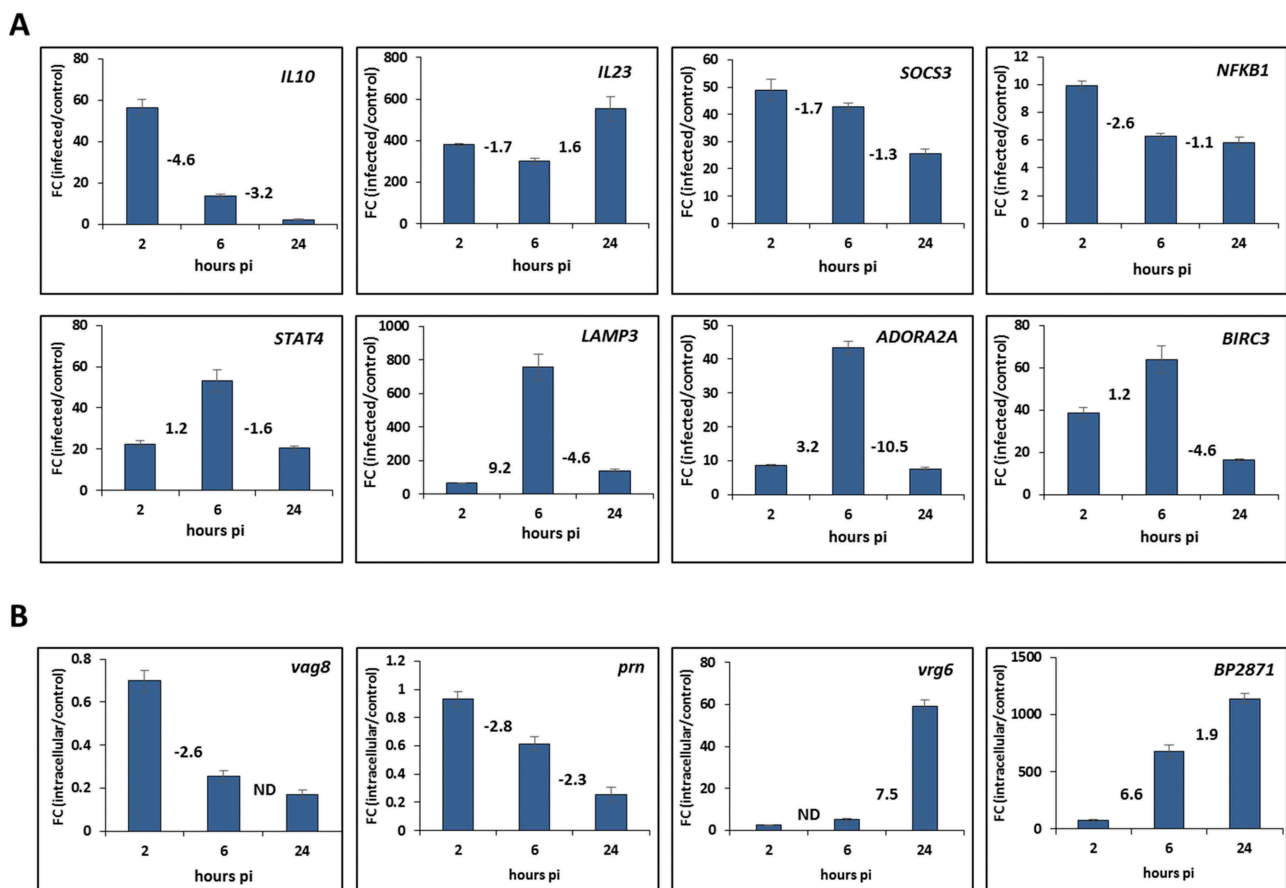 A
IL10
FC (infected/control)
60
40
20
0
-4.6
-3.2
2 6 24
hours pi
IL23
FC (infected/control)
800
600
400
200
0
-1.7 1.6
2 6 24
hours pi
SOCS3
FC (infected/control)
60
50
40
30
20
10
0
-1.7
-1.3
2 6 24
hours pi
NFKB1
FC (infected/control)
12
10
8
6
4
2
0
-2.6
-1.1
2 6 24
hours pi
STAT4
FC (infected/control)
80
60
40
20
0
1.2 -1.6
2 6 24
hours pi
LAMP3
FC (infected/control)
1000
800
600
400
200
0
9.2 -4.6
2 6 24
hours pi
ADORA2A
FC (infected/control)
50
40
30
20
10
0
3.2 -10.5
2 6 24
hours pi
BIRC3
FC (infected/control)
80
60
40
20
0
1.2
-4.6
2 6 24
hours pi
B
vag8
FC (intracellular/control)
0.8
0.6
0.4
0.2
0
-2.6
ND
2 6 24
hours pi
prn
FC (intracellular/control)
1.2
1
0.8
0.6
0.4
0.2
0
-2.8
-2.3
2 6 24
hours pi
vrg6
FC (intracellular/control)
80
60
40
20
0
ND 7.5
2 6 24
hours pi
BP2871
FC (intracellular/control)
1500
1000
500
0
6.6 1.9
2 6 24
hours pi